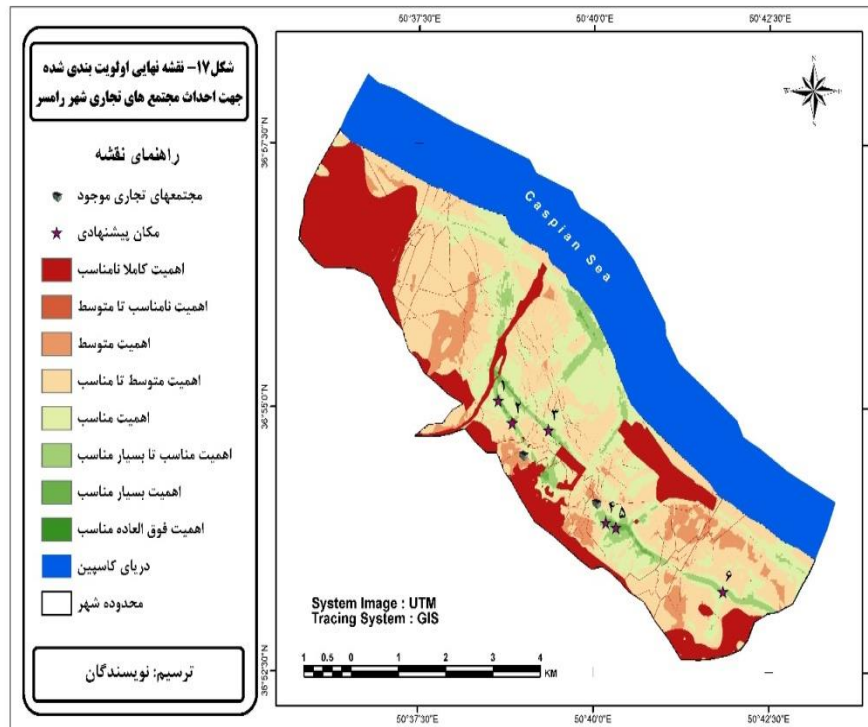 شکل۱۷- نقشه نهایی اولویت بندی شده
جهت احداث مجتمع های تجاری شهر رامسر
راهنمای نقشه
مجتمعهای تجاری موجود
مکان پیشنهادی
اهمیت کاملا نامناسب
اهمیت نامناسب تا متوسط
اهمیت متوسط
اهمیت متوسط تا مناسب
اهمیت مناسب
اهمیت مناسب تا بسیار مناسب
اهمیت بسیار مناسب
اهمیت فوق العاده مناسب
دریای کاسپین
محدوده شهر
ترسیم: نویسندگان
50°37'30"E 50°40'0"E 50°42'30"E
N
W E
36°57'30"N
36°55'0"N
36°52'30"N
Caspian Sea
۱
۲
۳
۴ ۵
۶
System Image : UTM
Tracing System : GIS
1 0.5 0 1 2 3 4
KM
50°37'30"E 50°40'0"E 50°42'30"E